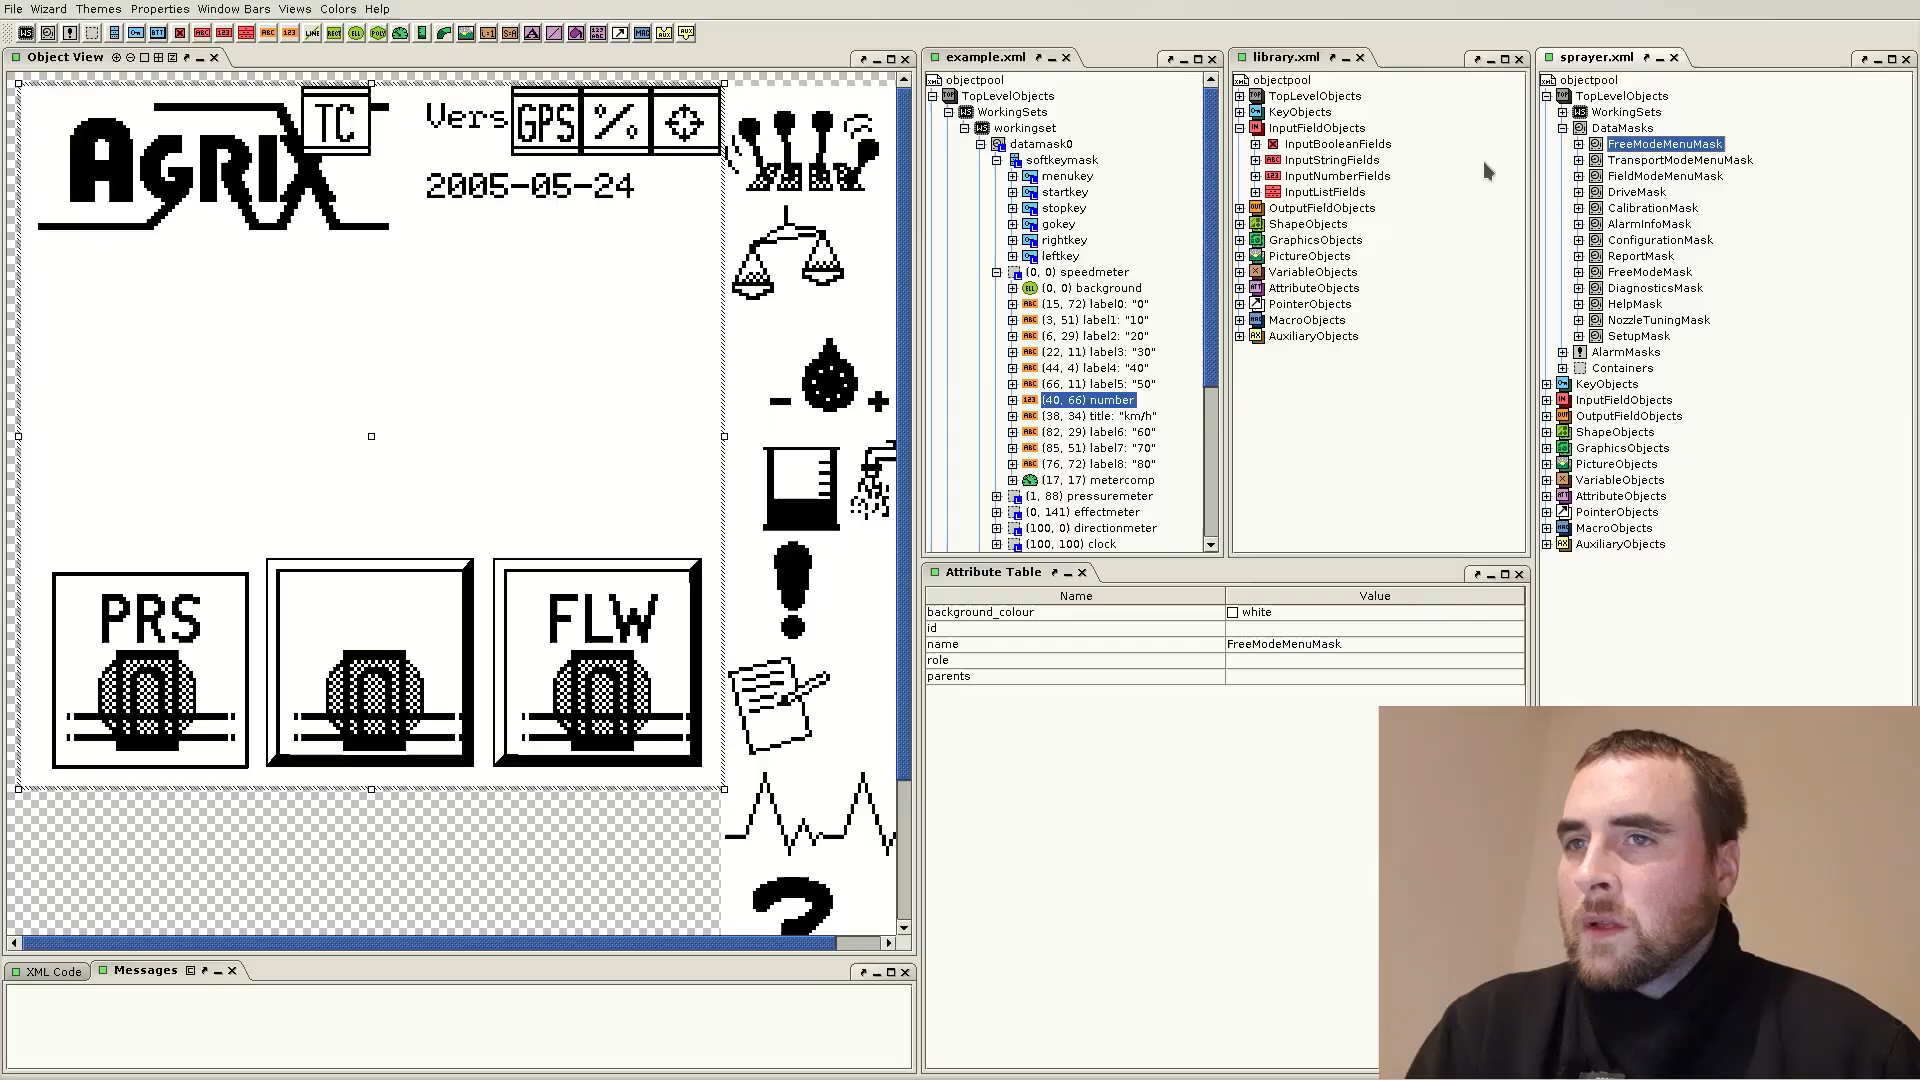 File Wizard Themes Properties Window Bars Views Colors Help
Object View
AGRIX
TC
Vers
GPS
%
2005-05-24
PRS
FLW
XML Code
Messages
example.xml
objectpool
TopLevelObjects
WorkingSets
workingset
datamask0
softkeymask
menukey
startkey
stopkey
gokey
rightkey
leftkey
(0, 0) speedmeter
(0, 0) background
(15, 72) label0: "0"
(3, 51) label1: "10"
(6, 29) label2: "20"
(22, 11) label3: "30"
(44, 4) label4: "40"
(66, 11) label5: "50"
(40, 66) number
(38, 34) title: "km/h"
(82, 29) label6: "60"
(85, 51) label7: "70"
(76, 72) label8: "80"
(17, 17) metercomp
(1, 88) pressuremeter
(0, 141) effectmeter
(100, 0) directionmeter
(100, 100) clock
library.xml
objectpool
TopLevelObjects
KeyObjects
InputFieldObjects
InputBooleanFields
InputStringFields
InputNumberFields
InputListFields
OutputFieldObjects
ShapeObjects
GraphicsObjects
PictureObjects
VariableObjects
AttributeObjects
PointerObjects
MacroObjects
AuxiliaryObjects
sprayer.xml
objectpool
TopLevelObjects
WorkingSets
DataMasks
FreeModeMenuMask
TransportModeMenuMask
FieldModeMenuMask
DriveMask
CalibrationMask
AlarmInfoMask
ConfigurationMask
ReportMask
FreeModeMask
DiagnosticsMask
HelpMask
NozzleTuningMask
SetupMask
AlarmMasks
Containers
KeyObjects
InputFieldObjects
OutputFieldObjects
ShapeObjects
GraphicsObjects
PictureObjects
VariableObjects
AttributeObjects
PointerObjects
MacroObjects
AuxiliaryObjects
Attribute Table
Name Value
background_colour white
id
name FreeModeMenuMask
role
parents